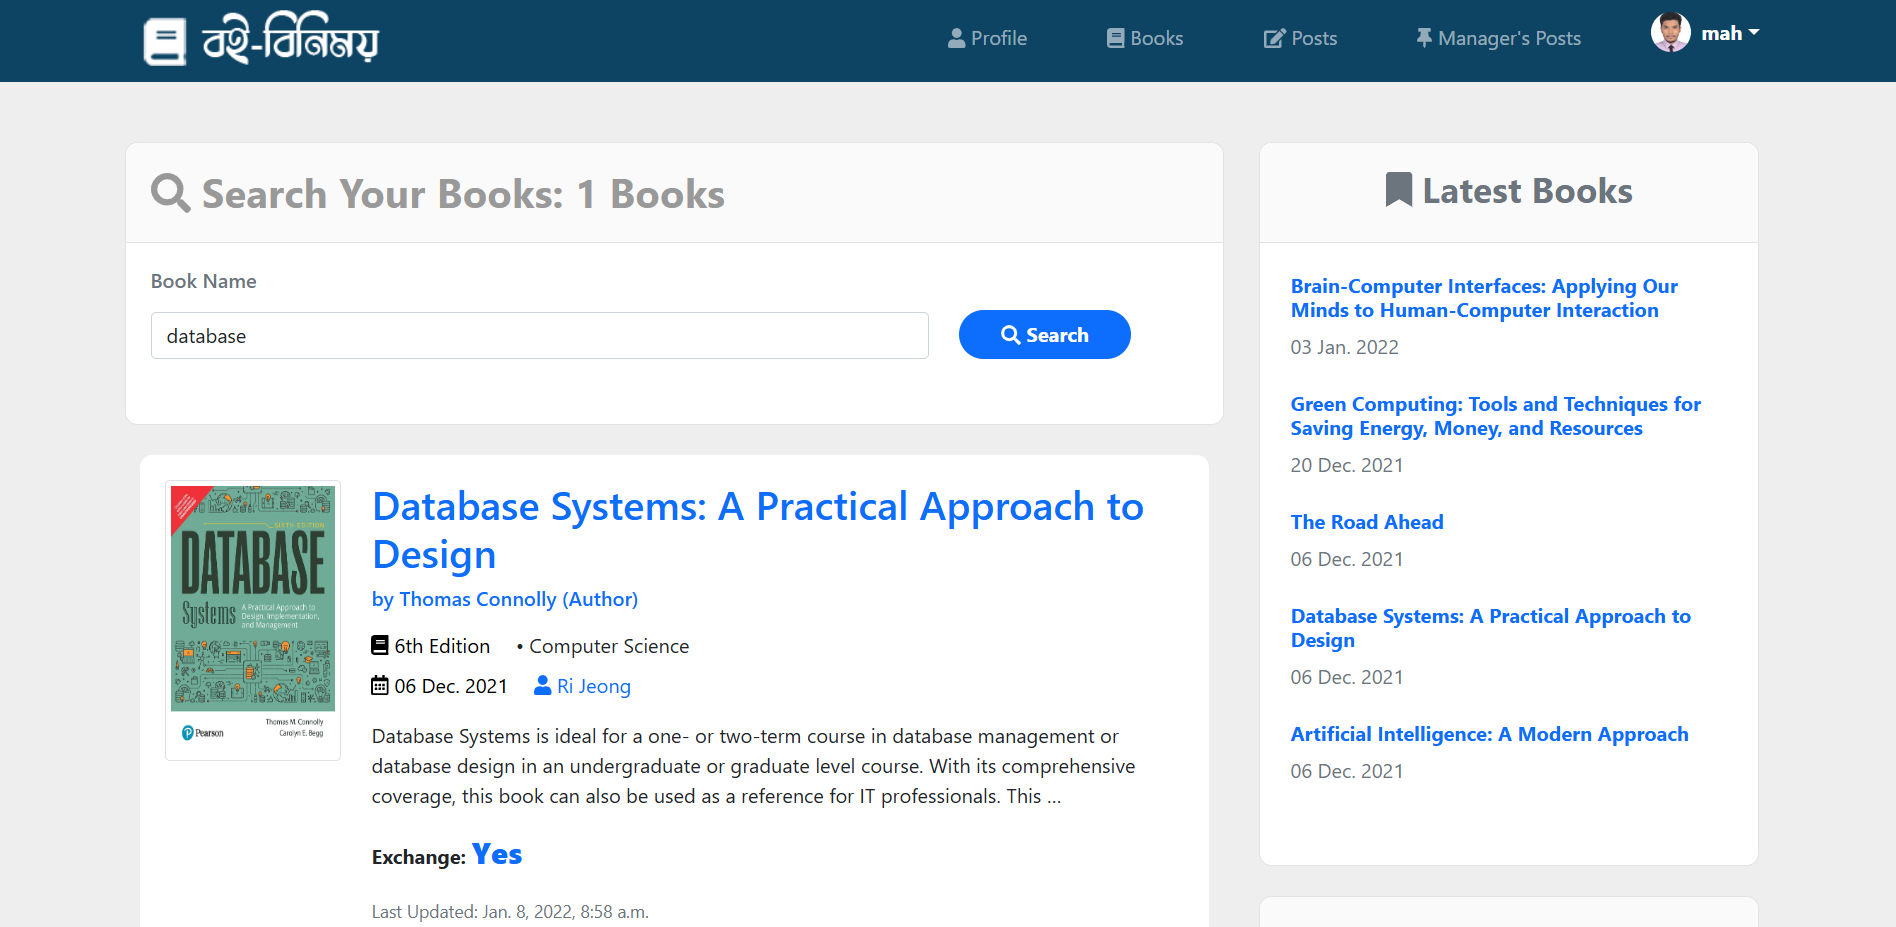 বই-বিনিময়
Profile
Books
Posts
Manager's Posts
mah
Search Your Books: 1 Books
Book Name
database
Search
Database Systems: A Practical Approach to
Design
by Thomas Connolly (Author)
6th Edition • Computer Science
06 Dec. 2021 Ri Jeong
Database Systems is ideal for a one- or two-term course in database management or
database design in an undergraduate or graduate level course. With its comprehensive
coverage, this book can also be used as a reference for IT professionals. This ...
Exchange: Yes
Last Updated: Jan. 8, 2022, 8:58 a.m.
SIXTH EDITION
DATABASE
Systems
A Practical Approach to
Design, Implementation,
and Management
Thomas M. Connolly
Carolyn E. Begg
Pearson
Latest Books
Brain-Computer Interfaces: Applying Our
Minds to Human-Computer Interaction
03 Jan. 2022
Green Computing: Tools and Techniques for
Saving Energy, Money, and Resources
20 Dec. 2021
The Road Ahead
06 Dec. 2021
Database Systems: A Practical Approach to
Design
06 Dec. 2021
Artificial Intelligence: A Modern Approach
06 Dec. 2021